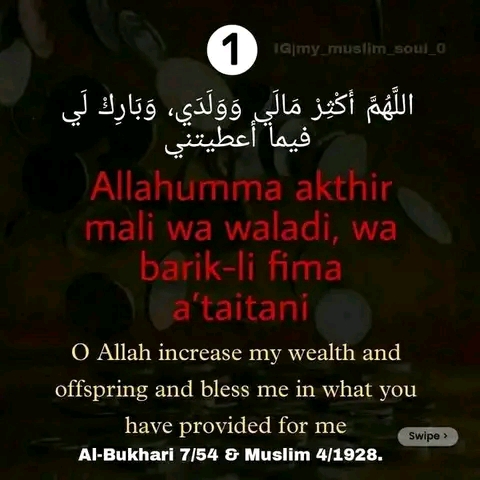 1
IG|my_muslim_soul_0
اللَّهُمَّ أَكْثِرْ مَالَي وَوَلَدَي، وَبَارِكْ لَي
فيما أعطيتني
Allahumma akthir
mali wa waladi, wa
barik-li fima
a’taitani
O Allah increase my wealth and
offspring and bless me in what you
have provided for me
Swipe >
Al-Bukhari 7/54 & Muslim 4/1928.